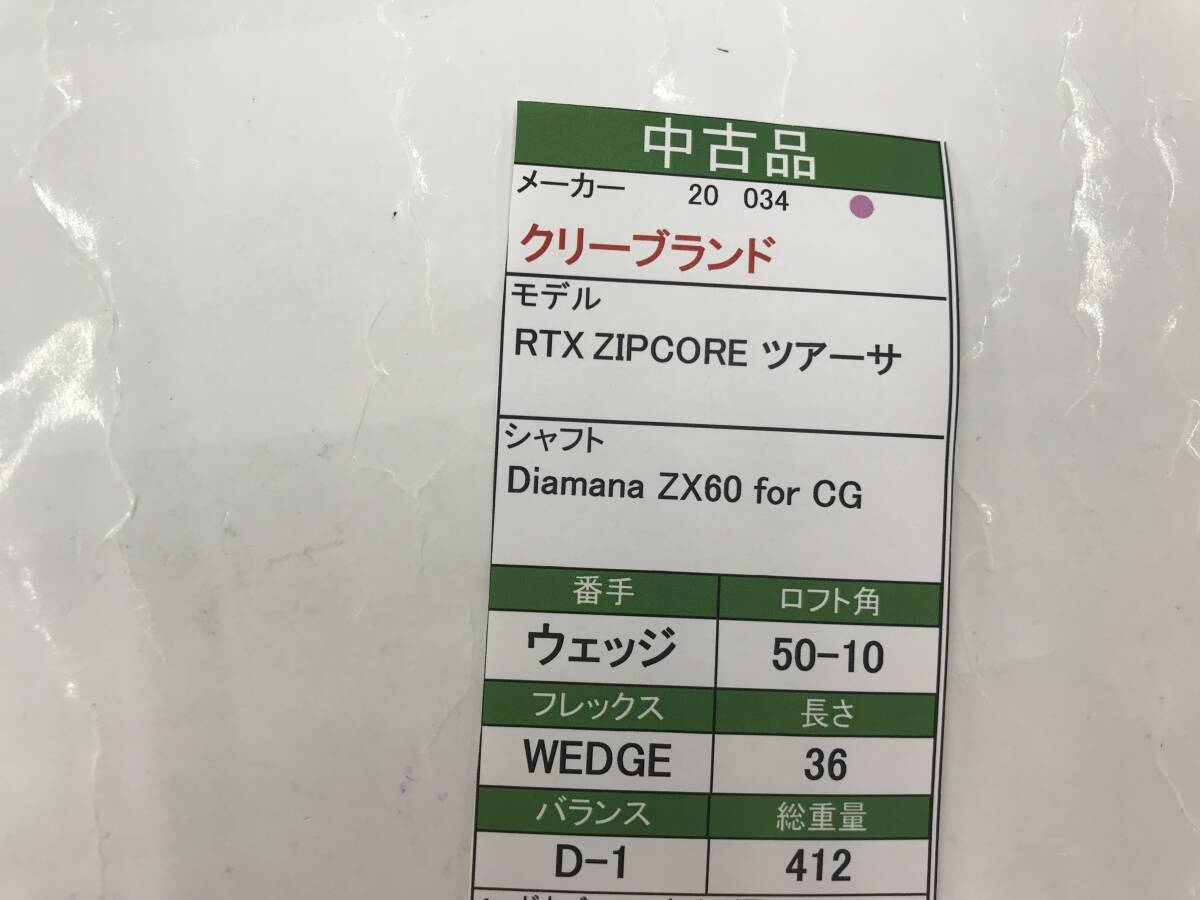 中古品
メーカー 20 034
クリーブランド
モデル
RTX ZIPCORE ツアーサ
シャフト
Diamana ZX60 for CG
番手 ロフト角
ウェッジ 50-10
フレックス 長さ
WEDGE 36
バランス 総重量
D-1 412